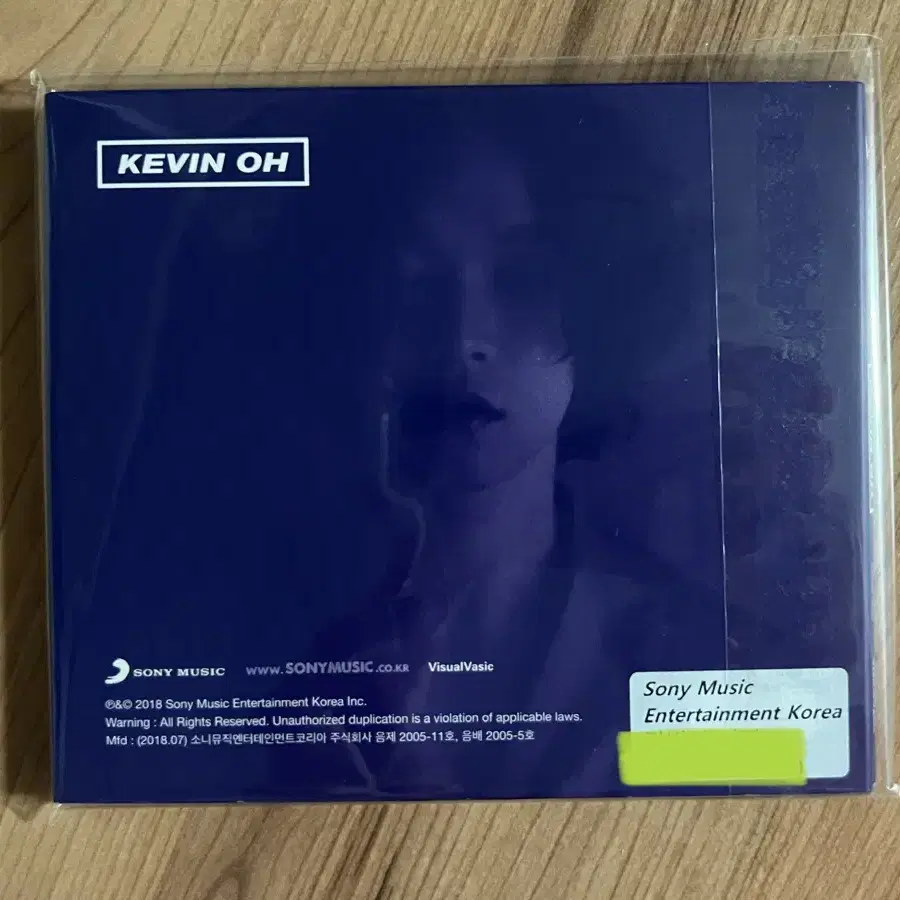 KEVIN OH
SONY MUSIC www.SONYMUSIC.CO.KR VisualVasic
℗&© 2018 Sony Music Entertainment Korea Inc.
Warning : All Rights Reserved. Unauthorized duplication is a violation of applicable laws.
Mfd : (2018.07) 소니뮤직엔터테인먼트코리아 주식회사 음제 2005-11호, 음배 2005-5호
Sony Music
Entertainment Korea